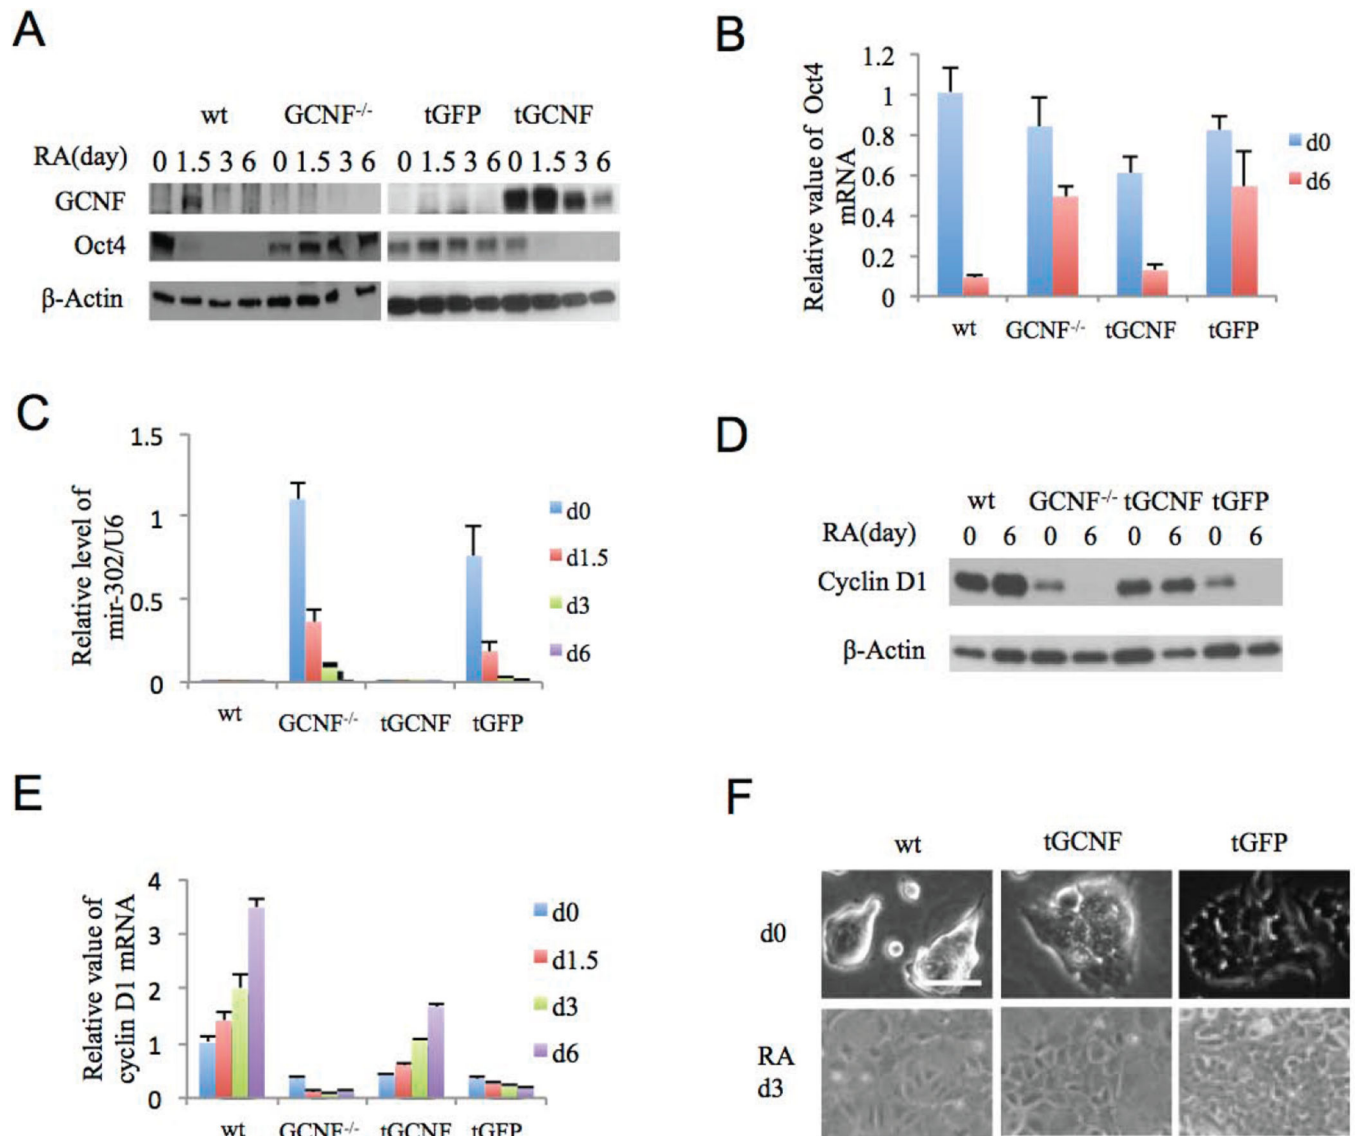 A
wt GCNF-/- tGFP tGCNF
RA(day) 0 1.5 3 6 0 1.5 3 6 0 1.5 3 6 0 1.5 3 6
GCNF
Oct4
β-Actin
B
Relative value of Oct4
mRNA
1.2
1
0.8
0.6
0.4
0.2
0
wt GCNF-/- tGCNF tGFP
d0
d6
C
Relative level of
mir-302/U6
1.5
1
0.5
0
wt GCNF-/- tGCNF tGFP
d0
d1.5
d3
d6
D
wt GCNF-/- tGCNF tGFP
RA(day) 0 6 0 6 0 6 0 6
Cyclin D1
β-Actin
E
Relative value of
cyclin D1 mRNA
4
3
2
1
0
wt GCNF-/- tGCNF tGFP
d0
d1.5
d3
d6
F
wt tGCNF tGFP
d0
RA
d3